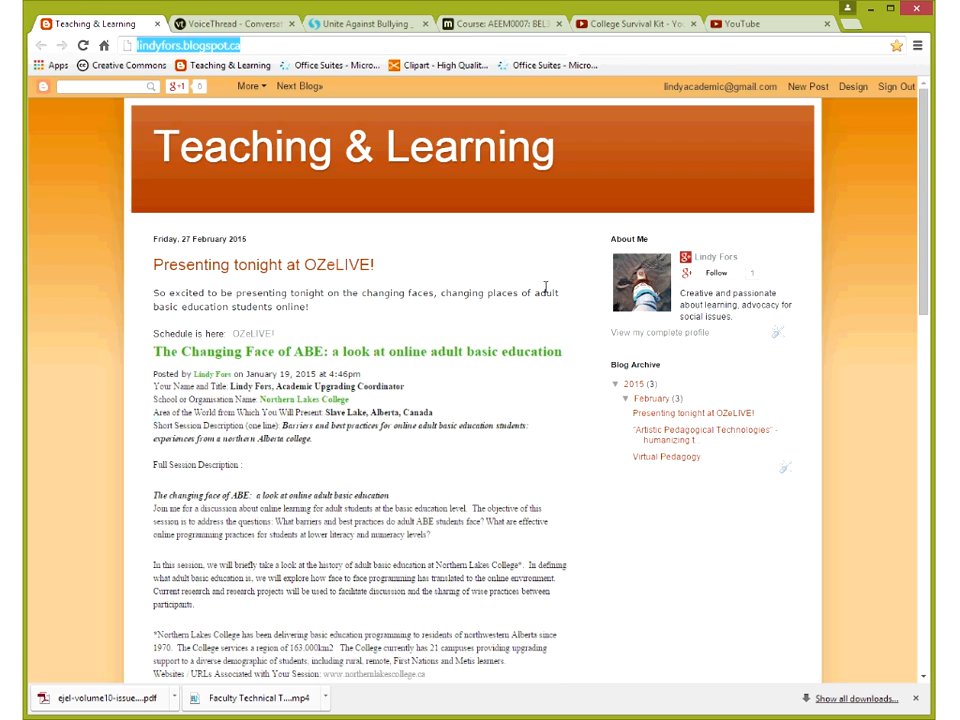 Teaching & Learning
VoiceThread - Conversat
Unite Against Bullying
Course: AEEM0007: BEL
College Survival Kit - Yo
YouTube
lindyfors.blogspot.ca
Apps
Creative Commons
Teaching & Learning
Office Suites - Micro...
Clipart - High Qualit...
Office Suites - Micro...
g+1 0
More
Next Blog»
lindyacademic@gmail.com
New Post
Design
Sign Out
Teaching & Learning
Friday, 27 February 2015
Presenting tonight at OZeLIVE!
So excited to be presenting tonight on the changing faces, changing places of adult
basic education students online!
Schedule is here: OZeLIVE!
The Changing Face of ABE: a look at online adult basic education
Posted by Lindy Fors on January 19, 2015 at 4:46pm
Your Name and Title: Lindy Fors, Academic Upgrading Coordinator
School or Organisation Name: Northern Lakes College
Area of the World from Which You Will Present: Slave Lake, Alberta, Canada
Short Session Description (one line): Barriers and best practices for online adult basic education students:
experiences from a northern Alberta college.
Full Session Description :
The changing face of ABE: a look at online adult basic education
Join me for a discussion about online learning for adult students at the basic education level. The objective of this
session is to address the questions: What barriers and best practices do adult ABE students face? What are effective
online programming practices for students at lower literacy and numeracy levels?
In this session, we will briefly take a look at the history of adult basic education at Northern Lakes College*. In defining
what adult basic education is, we will explore how face to face programming has translated to the online environment.
Current research and research projects will be used to facilitate discussion and the sharing of wise practices between
participants.
*Northern Lakes College has been delivering basic education programming to residents of northwestern Alberta since
1970. The College services a region of 163,000km2 The College currently has 21 campuses providing upgrading
support to a diverse demographic of students, including rural, remote, First Nations and Metis learners.
Websites / URLs Associated with Your Session: www.northernlakescollege.ca
About Me
Lindy Fors
Follow 1
Creative and passionate
about learning, advocacy for
social issues.
View my complete profile
Blog Archive
▼ 2015 (3)
▼ February (3)
Presenting tonight at OZeLIVE!
"Artistic Pedagogical Technologies" -
humanizing t...
Virtual Pedagogy
ejel-volume10-issue....pdf
Faculty Technical T....mp4
Show all downloads...